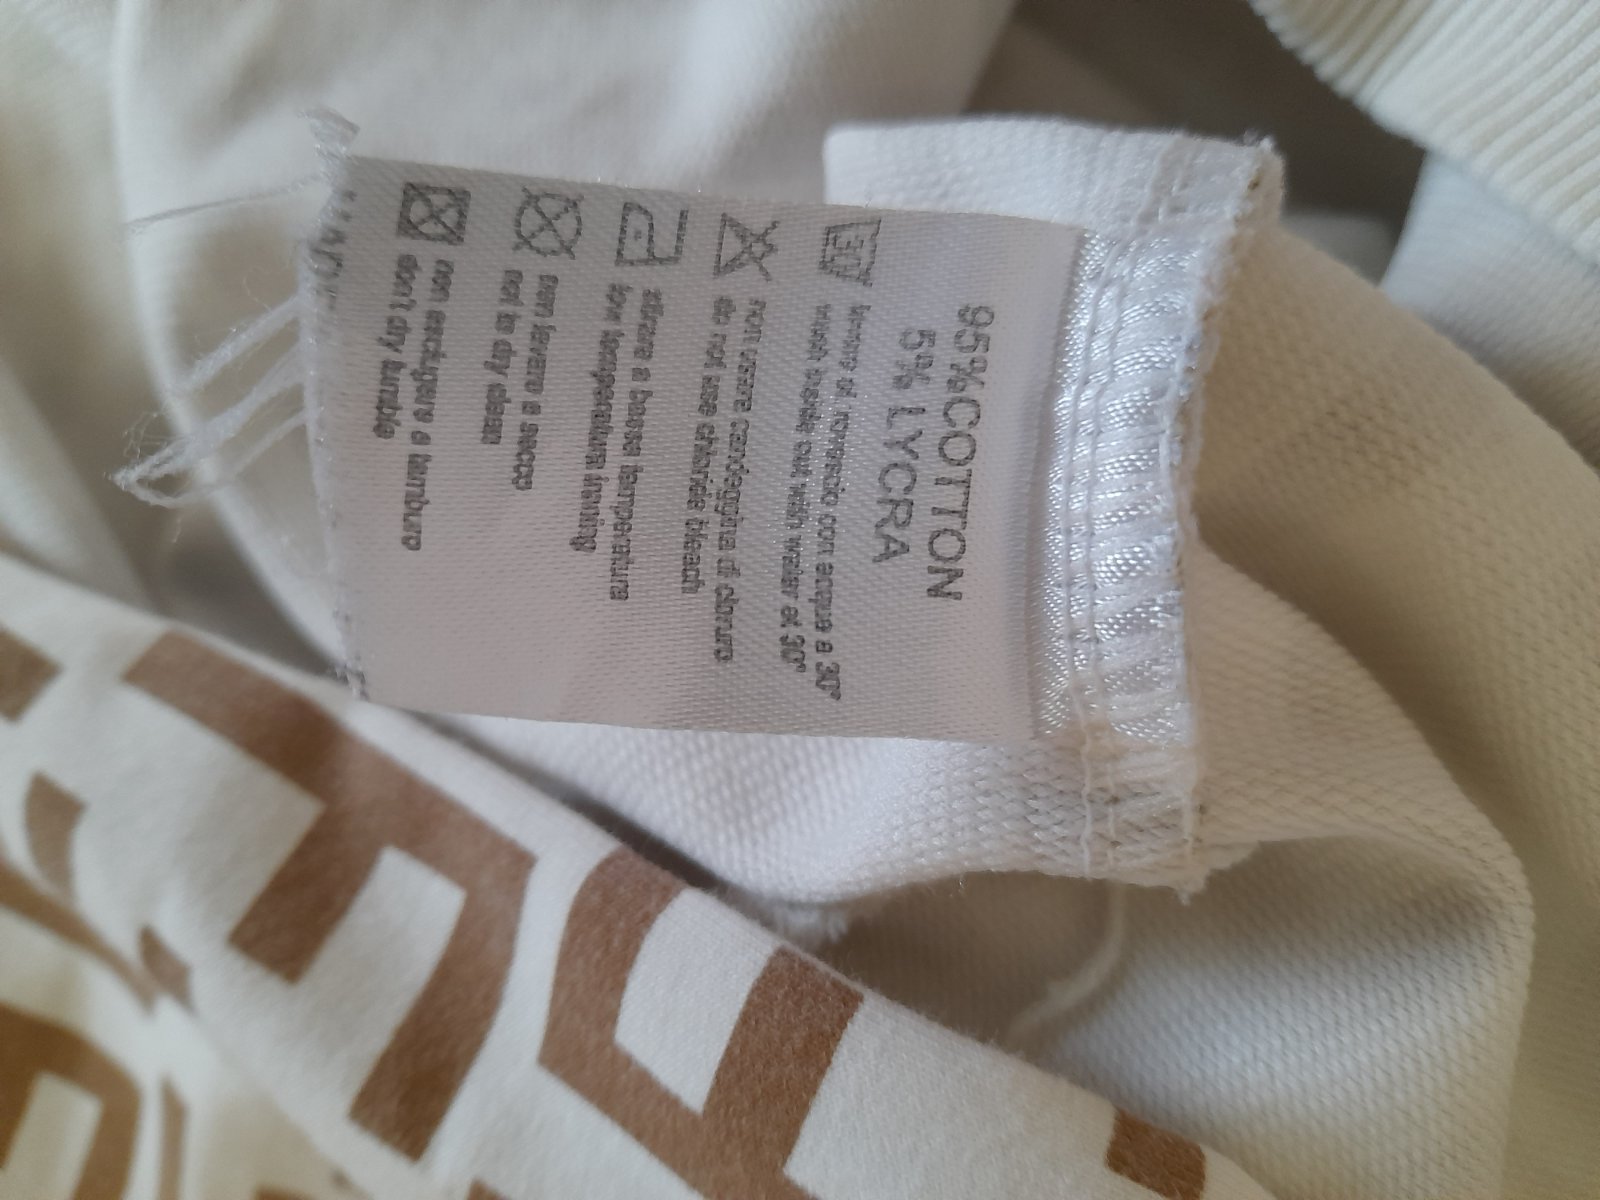 95%COTTON
5% LYCRA
30
lavare al rovescio con acqua a 30°
wash inside out with water at 30°
non usare candeggina di cloruro
do not use chloride bleach
stirare a bassa temperatura
low temperature ironing
non lavare a secco
not to dry clean
non asciugare a tamburo
don't dry tumble